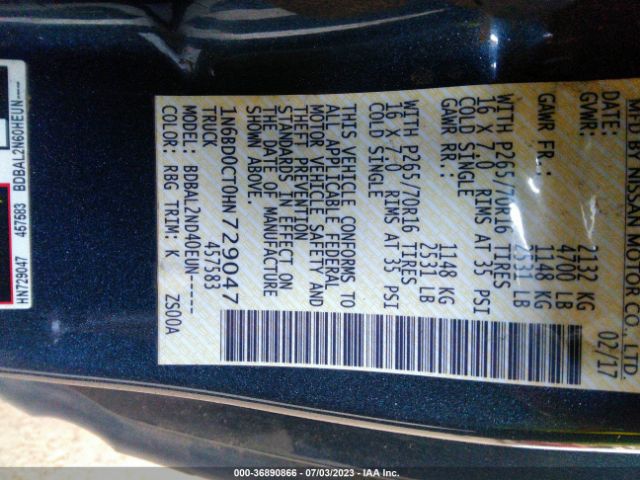 MFD BY NISSAN MOTOR CO., LTD.
DATE: 02/17
GVWR: 2132 KG
4700 LB
GAWR FR.: 1148 KG
2531 LB
WITH P265/70R16 TIRES
16 X 7.0 RIMS AT 35 PSI
COLD SINGLE
GAWR RR.: 1148 KG
2531 LB
WITH P265/70R16 TIRES
16 X 7.0 RIMS AT 35 PSI
COLD SINGLE
THIS VEHICLE CONFORMS TO
ALL APPLICABLE FEDERAL
MOTOR VEHICLE SAFETY AND
THEFT PREVENTION
STANDARDS IN EFFECT ON
THE DATE OF MANUFACTURE
SHOWN ABOVE.
1N6BD0CT0HN729047
TRUCK 457583
MODEL: BDBAL2ND40EUN-----
COLOR: RBG TRIM: K 2S00A
BDBAL2N60HEUN-----
HN729047 457583
000-36890866 - 07/03/2023 - IAA Inc.